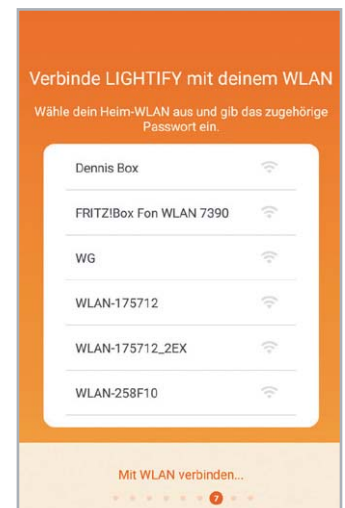 Verbinde LIGHTIFY mit deinem WLAN
Wähle dein Heim-WLAN aus und gib das zugehörige
Passwort ein.
Dennis Box
FRITZ!Box Fon WLAN 7390
WG
WLAN-175712
WLAN-175712_2EX
WLAN-258F10
Mit WLAN verbinden...
7